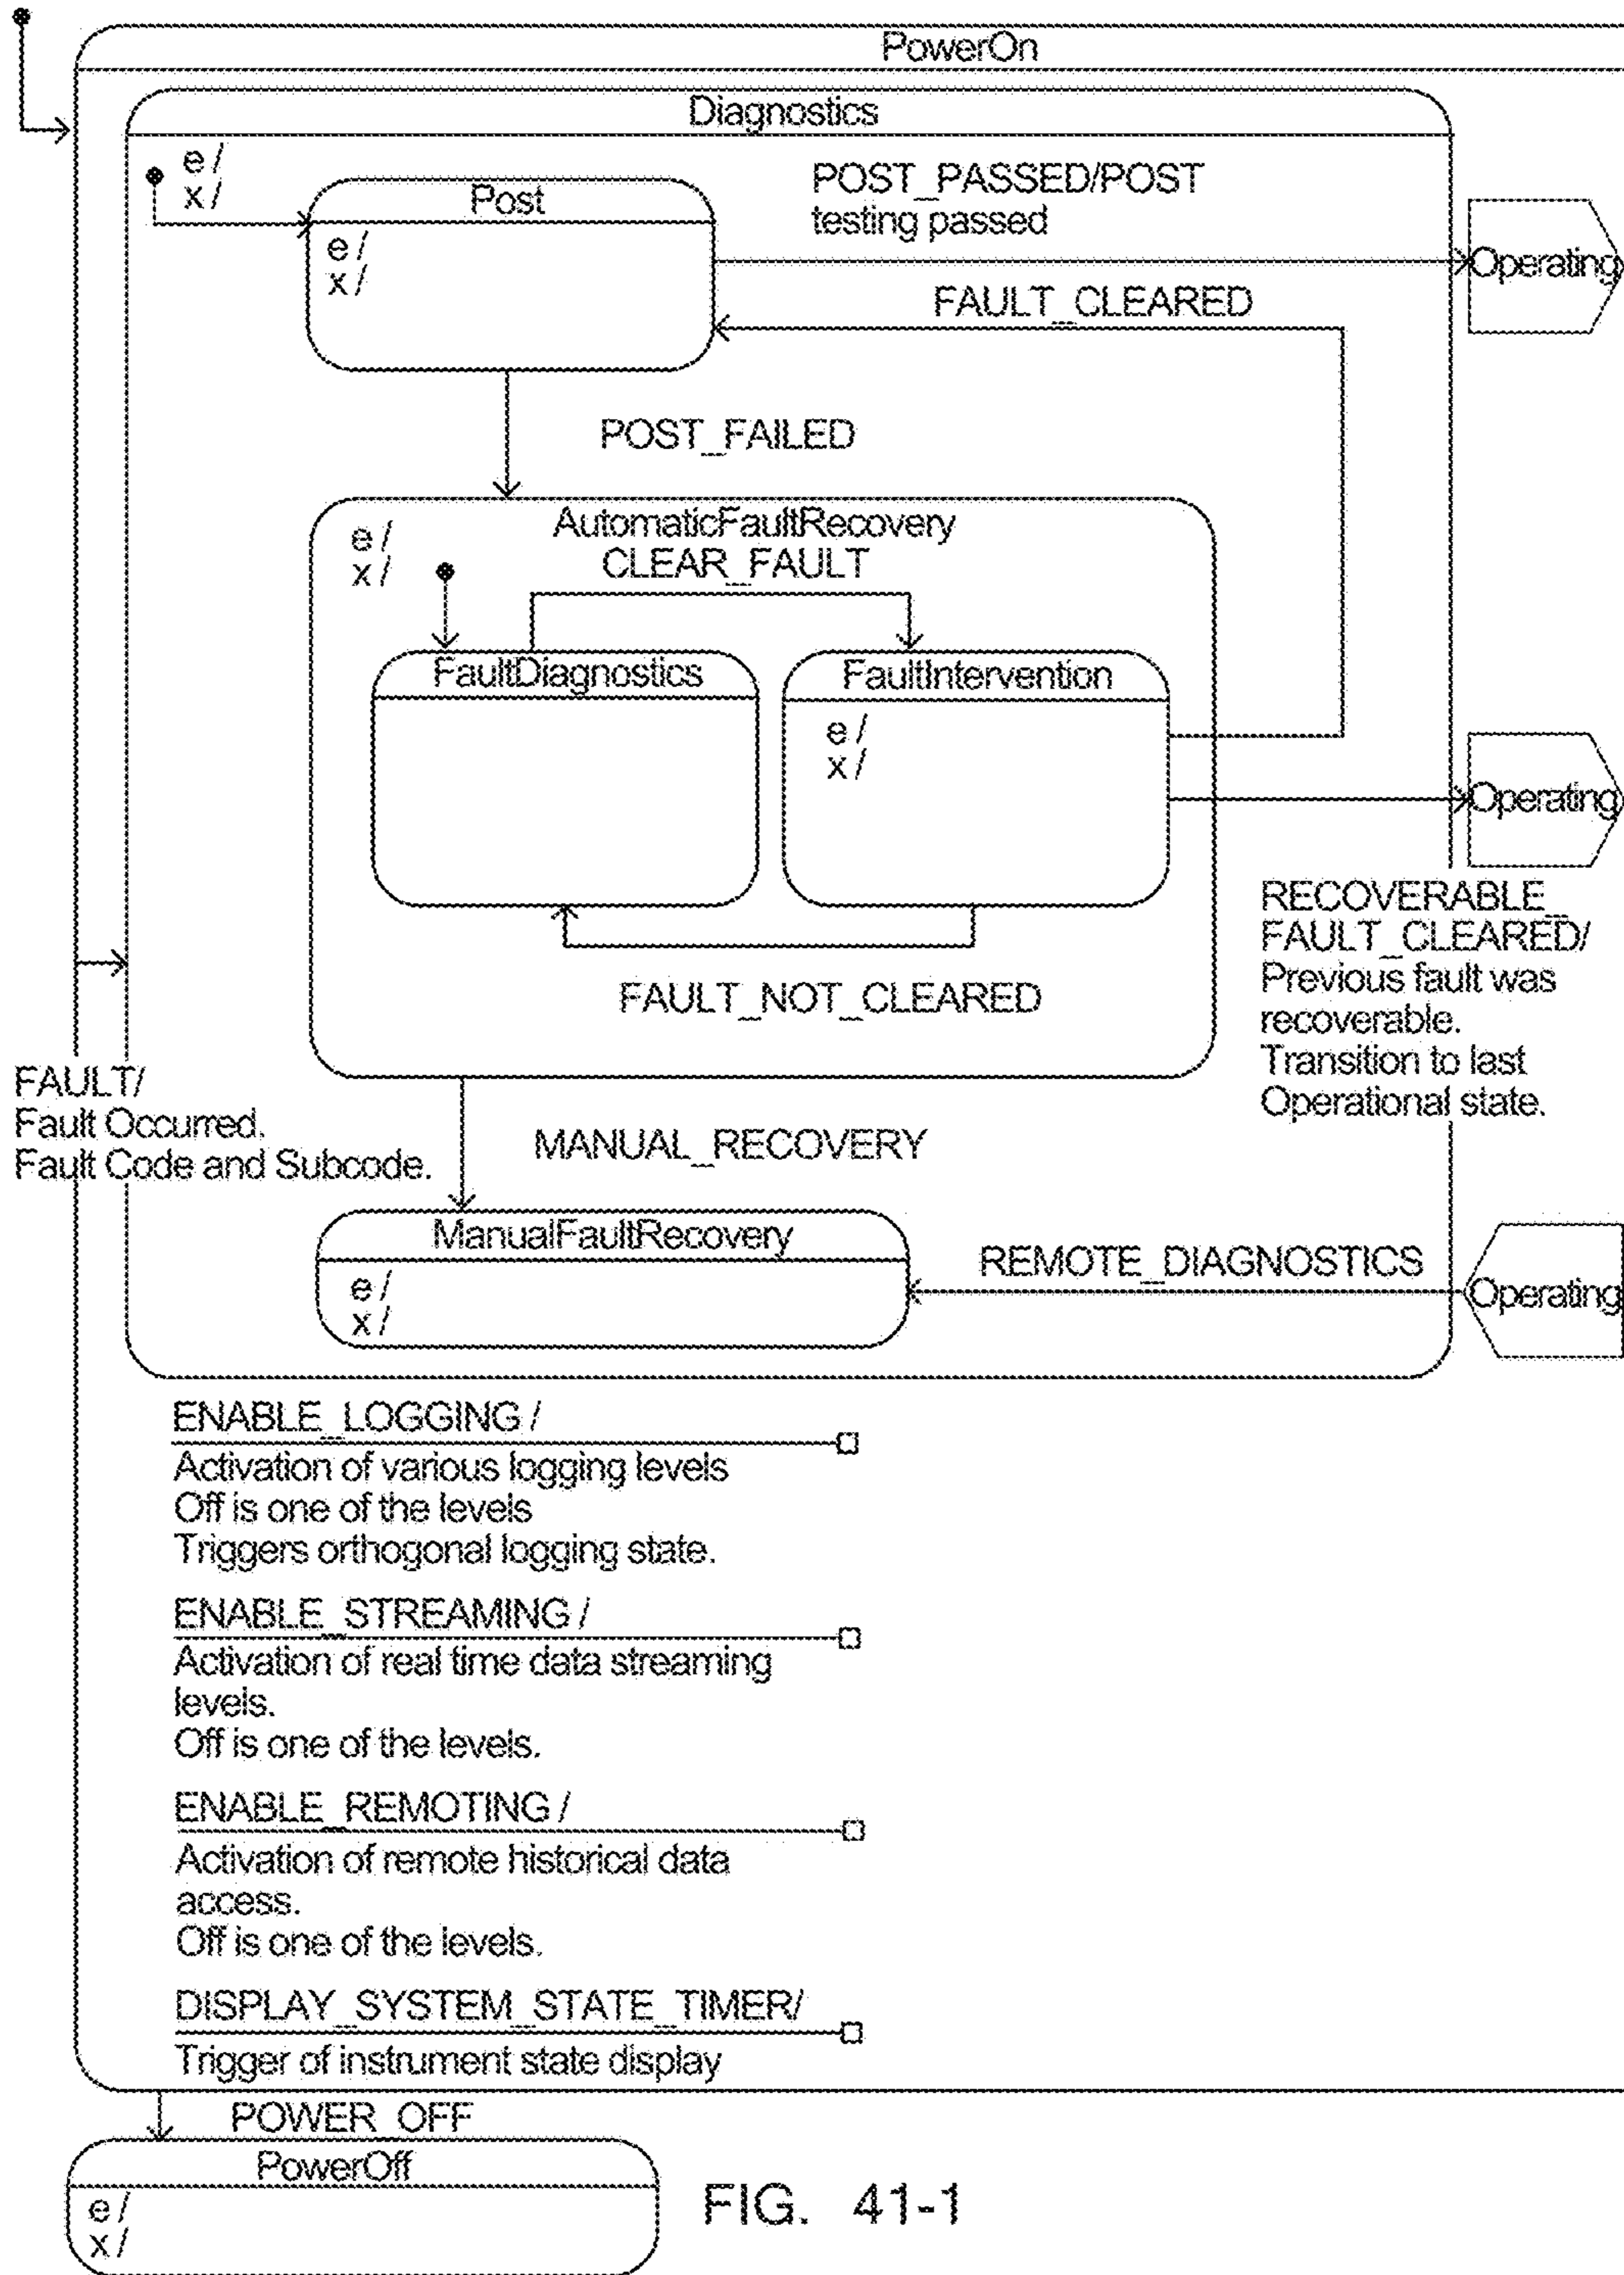 PowerOn
Diagnostics
e /
x /
Post
e /
x /
POST_PASSED/POST
testing passed
Operating
FAULT_CLEARED
POST_FAILED
e /
x /
AutomaticFaultRecovery
CLEAR_FAULT
FaultDiagnostics
FaultIntervention
e /
x /
Operating
FAULT_NOT_CLEARED
RECOVERABLE_
FAULT_CLEARED/
Previous fault was
recoverable.
Transition to last
Operational state.
FAULT/
Fault Occurred.
Fault Code and Subcode.
MANUAL_RECOVERY
ManualFaultRecovery
e /
x /
REMOTE_DIAGNOSTICS
Operating
ENABLE_LOGGING /
Activation of various logging levels
Off is one of the levels
Triggers orthogonal logging state.
ENABLE_STREAMING /
Activation of real time data streaming
levels.
Off is one of the levels.
ENABLE_REMOTING /
Activation of remote historical data
access.
Off is one of the levels.
DISPLAY_SYSTEM_STATE_TIMER/
Trigger of instrument state display
POWER_OFF
PowerOff
e /
x /
FIG. 41-1